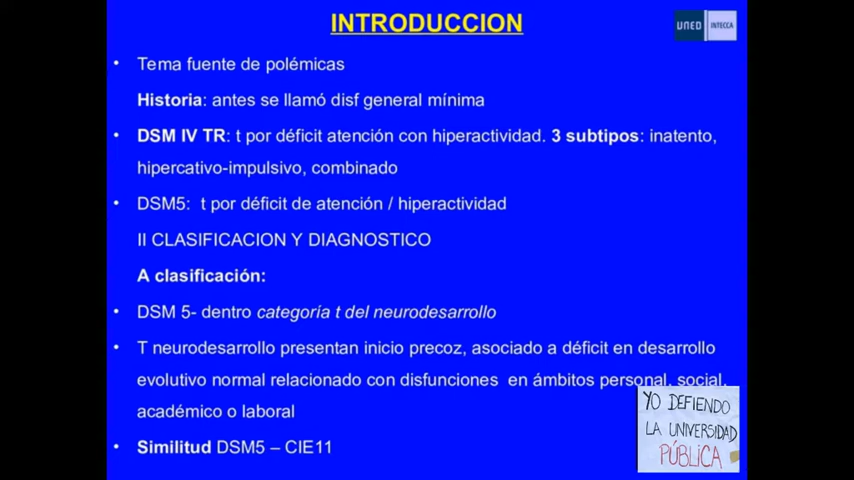 INTRODUCCION
UNED INTECCA
• Tema fuente de polémicas
Historia: antes se llamó disf general mínima
• DSM IV TR: t por déficit atención con hiperactividad. 3 subtipos: inatento,
hipercativo-impulsivo, combinado
• DSM5: t por déficit de atención / hiperactividad
II CLASIFICACION Y DIAGNOSTICO
A clasificación:
• DSM 5- dentro categoría t del neurodesarrollo
• T neurodesarrollo presentan inicio precoz, asociado a déficit en desarrollo
evolutivo normal relacionado con disfunciones en ámbitos personal, social,
académico o laboral
• Similitud DSM5 – CIE11
YO DEFIENDO
LA UNIVERSIDAD
PÚBLICA